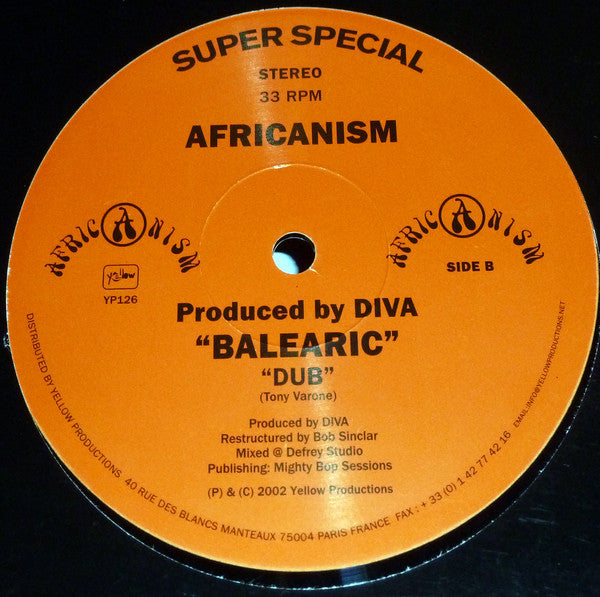 SUPER SPECIAL
STEREO
33 RPM
AFRICANISM
AFRICANISM
AFRICANISM
yellow
YP126
SIDE B
Produced by DIVA
“BALEARIC”
“DUB”
(Tony Varone)
Produced by DIVA
Restructured by Bob Sinclar
Mixed @ Defrey Studio
Publishing: Mighty Bop Sessions
(P) & (C) 2002 Yellow Productions
DISTRIBUTED BY YELLOW PRODUCTIONS 40 RUE DES BLANCS MANTEAUX 75004 PARIS FRANCE FAX : + 33 (0) 1 42 77 42 16 EMAIL.INFO@YELLOWPRODUCTIONS.NET